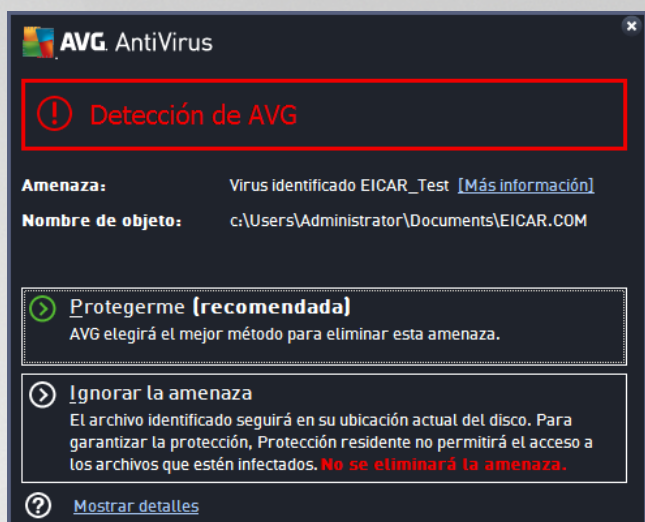 AVG. AntiVirus
Detección de AVG
Amenaza: Virus identificado EICAR_Test [Más información]
Nombre de objeto: c:\Users\Administrator\Documents\EICAR.COM
Protegerme (recomendada)
AVG elegirá el mejor método para eliminar esta amenaza.
Ignorar la amenaza
El archivo identificado seguirá en su ubicación actual del disco. Para
garantizar la protección, Protección residente no permitirá el acceso a
los archivos que estén infectados. No se eliminará la amenaza.
Mostrar detalles